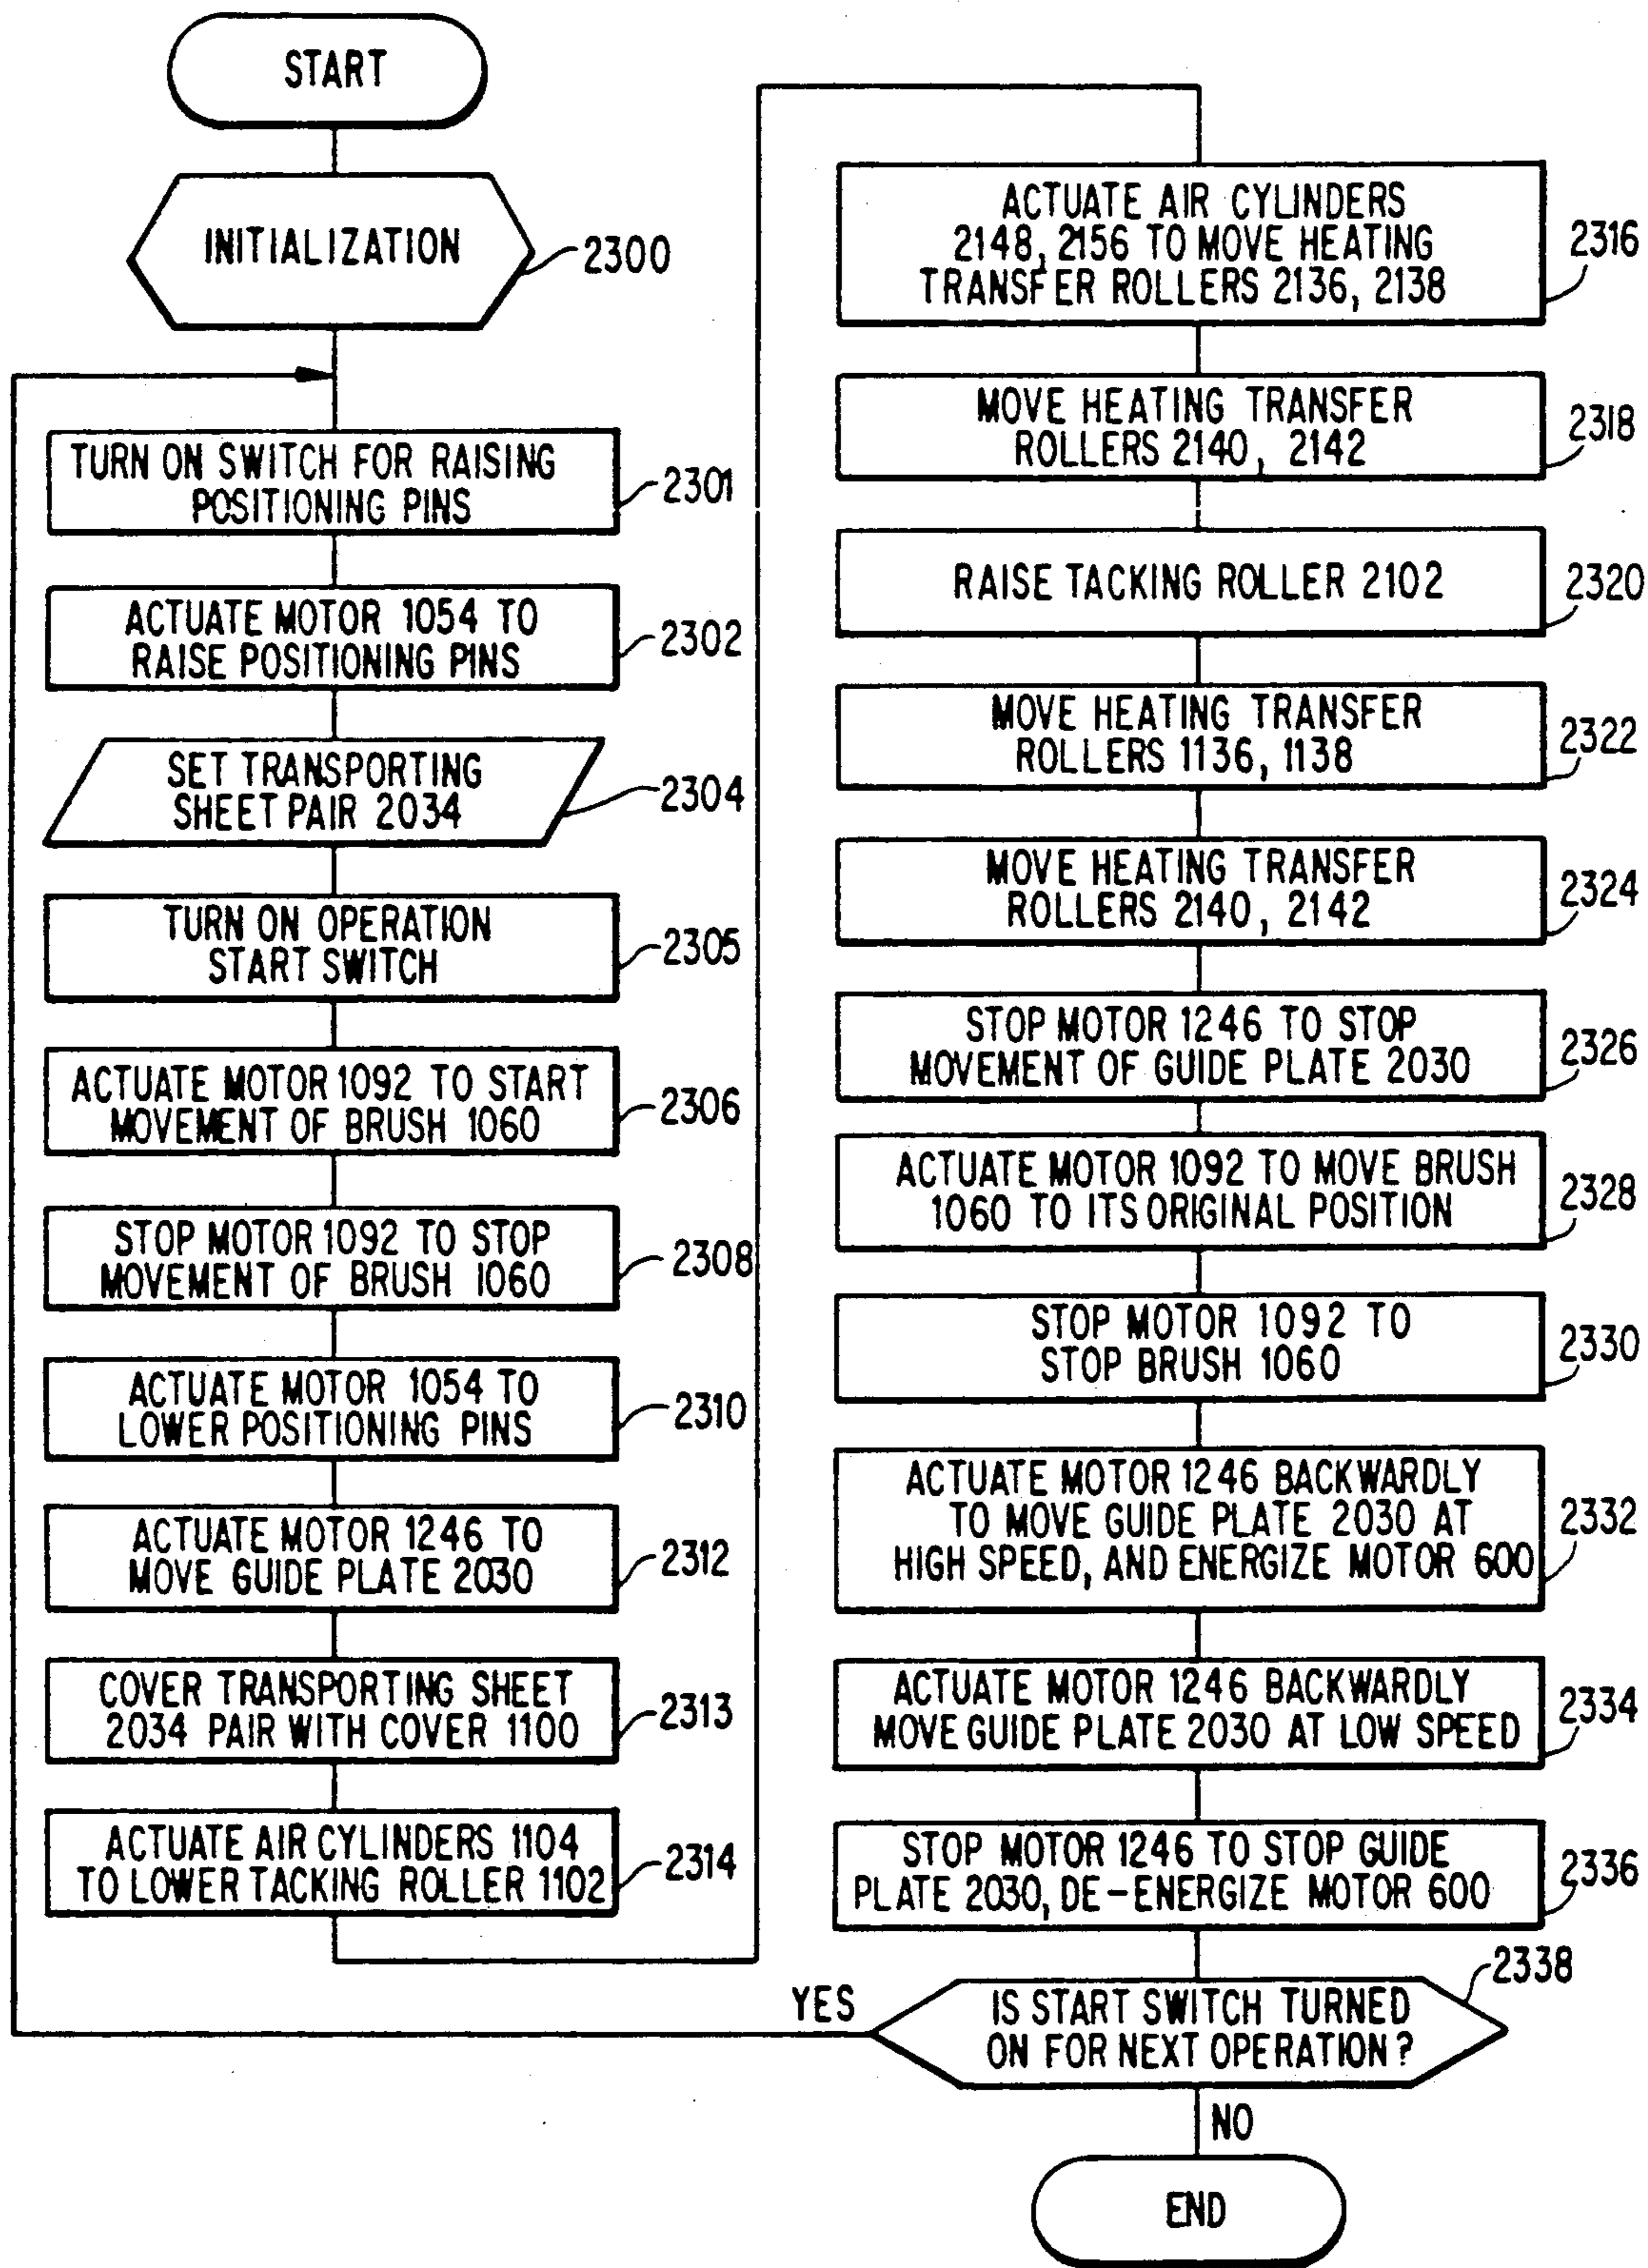 START
INITIALIZATION
2300
TURN ON SWITCH FOR RAISING
POSITIONING PINS
2301
ACTUATE MOTOR 1054 TO
RAISE POSITIONING PINS
2302
SET TRANSPORTING
SHEET PAIR 2034
2304
TURN ON OPERATION
START SWITCH
2305
ACTUATE MOTOR 1092 TO START
MOVEMENT OF BRUSH 1060
2306
STOP MOTOR 1092 TO STOP
MOVEMENT OF BRUSH 1060
2308
ACTUATE MOTOR 1054 TO
LOWER POSITIONING PINS
2310
ACTUATE MOTOR 1246 TO
MOVE GUIDE PLATE 2030
2312
COVER TRANSPORTING SHEET
2034 PAIR WITH COVER 1100
2313
ACTUATE AIR CYLINDERS 1104
TO LOWER TACKING ROLLER 1102
2314
ACTUATE AIR CYLINDERS
2148, 2156 TO MOVE HEATING
TRANSFER ROLLERS 2136, 2138
2316
MOVE HEATING TRANSFER
ROLLERS 2140, 2142
2318
RAISE TACKING ROLLER 2102
2320
MOVE HEATING TRANSFER
ROLLERS 1136, 1138
2322
MOVE HEATING TRANSFER
ROLLERS 2140, 2142
2324
STOP MOTOR 1246 TO STOP
MOVEMENT OF GUIDE PLATE 2030
2326
ACTUATE MOTOR 1092 TO MOVE BRUSH
1060 TO ITS ORIGINAL POSITION
2328
STOP MOTOR 1092 TO
STOP BRUSH 1060
2330
ACTUATE MOTOR 1246 BACKWARDLY
TO MOVE GUIDE PLATE 2030 AT
HIGH SPEED, AND ENERGIZE MOTOR 600
2332
ACTUATE MOTOR 1246 BACKWARDLY
MOVE GUIDE PLATE 2030 AT LOW SPEED
2334
STOP MOTOR 1246 TO STOP GUIDE
PLATE 2030, DE-ENERGIZE MOTOR 600
2336
2338
YES
IS START SWITCH TURNED
ON FOR NEXT OPERATION?
NO
END